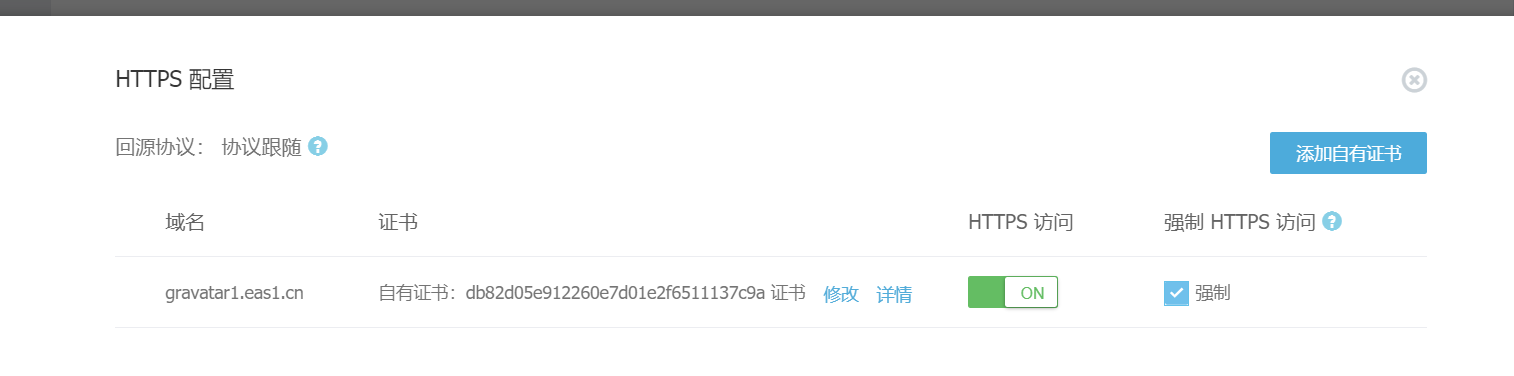 HTTPS 配置
回源协议： 协议跟随 ?
添加自有证书
域名 证书 HTTPS 访问 强制 HTTPS 访问 ?
gravatar1.eas1.cn 自有证书：db82d05e912260e7d01e2f6511137c9a 证书 修改 详情 ON 强制